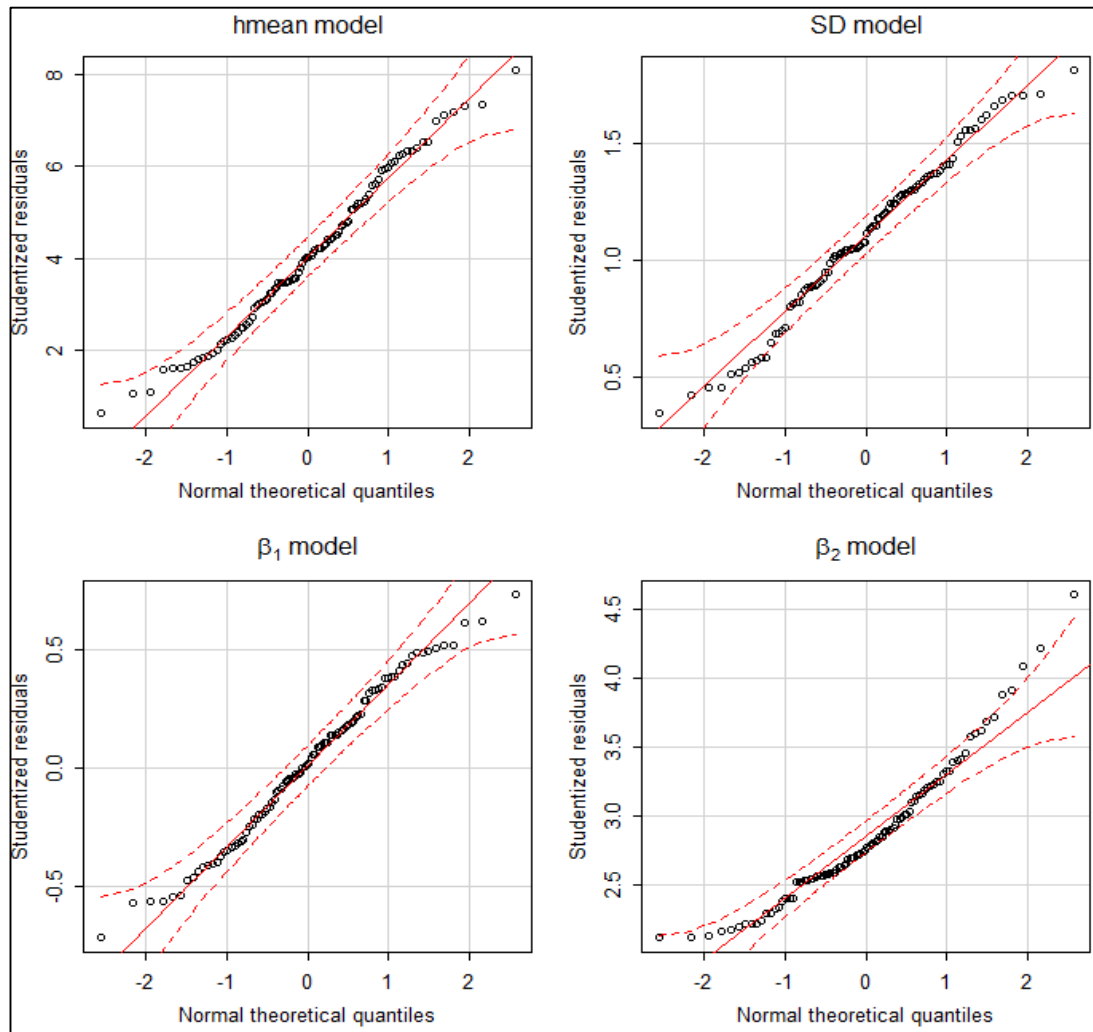 hmean model
SD model
Studentized residuals
8
6
4
2
-2 -1 0 1 2
Normal theoretical quantiles
Studentized residuals
1.5
1.0
0.5
-2 -1 0 1 2
Normal theoretical quantiles
β1 model
β2 model
Studentized residuals
0.5
0.0
-0.5
-2 -1 0 1 2
Normal theoretical quantiles
Studentized residuals
4.5
4.0
3.5
3.0
2.5
-2 -1 0 1 2
Normal theoretical quantiles